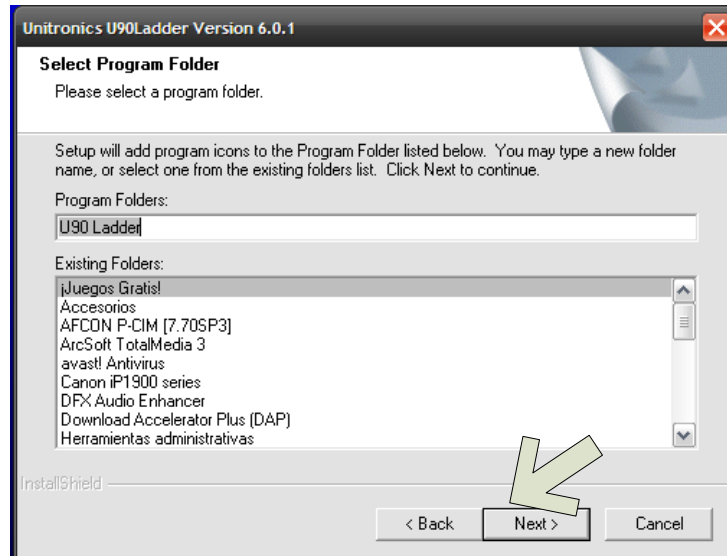 Unitronics U90Ladder Version 6.0.1
Select Program Folder
Please select a program folder.
Setup will add program icons to the Program Folder listed below. You may type a new folder
name, or select one from the existing folders list. Click Next to continue.
Program Folders:
U90 Ladder
Existing Folders:
¡Juegos Gratis!
Accesorios
AFCON P-CIM [7.70SP3]
ArcSoft TotalMedia 3
avast! Antivirus
Canon iP1900 series
DFX Audio Enhancer
Download Accelerator Plus (DAP)
Herramientas administrativas
InstallShield
< Back Next > Cancel